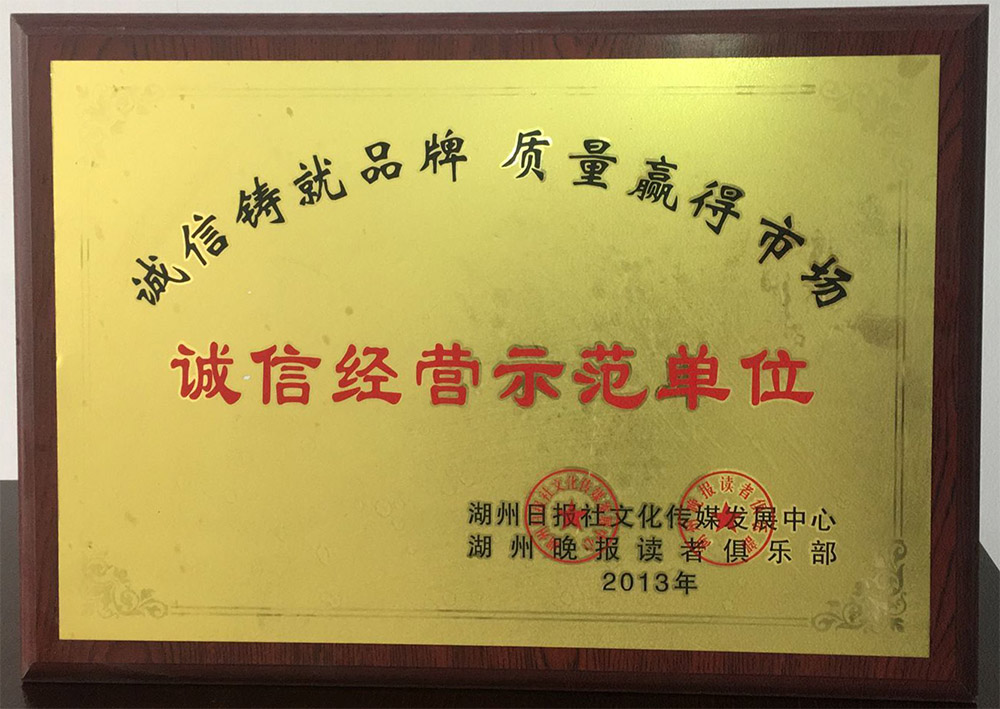 诚信铸就品牌 质量赢得市场
诚信经营示范单位
湖州日报社文化传媒发展中心
湖州晚报读者俱乐部
2013年